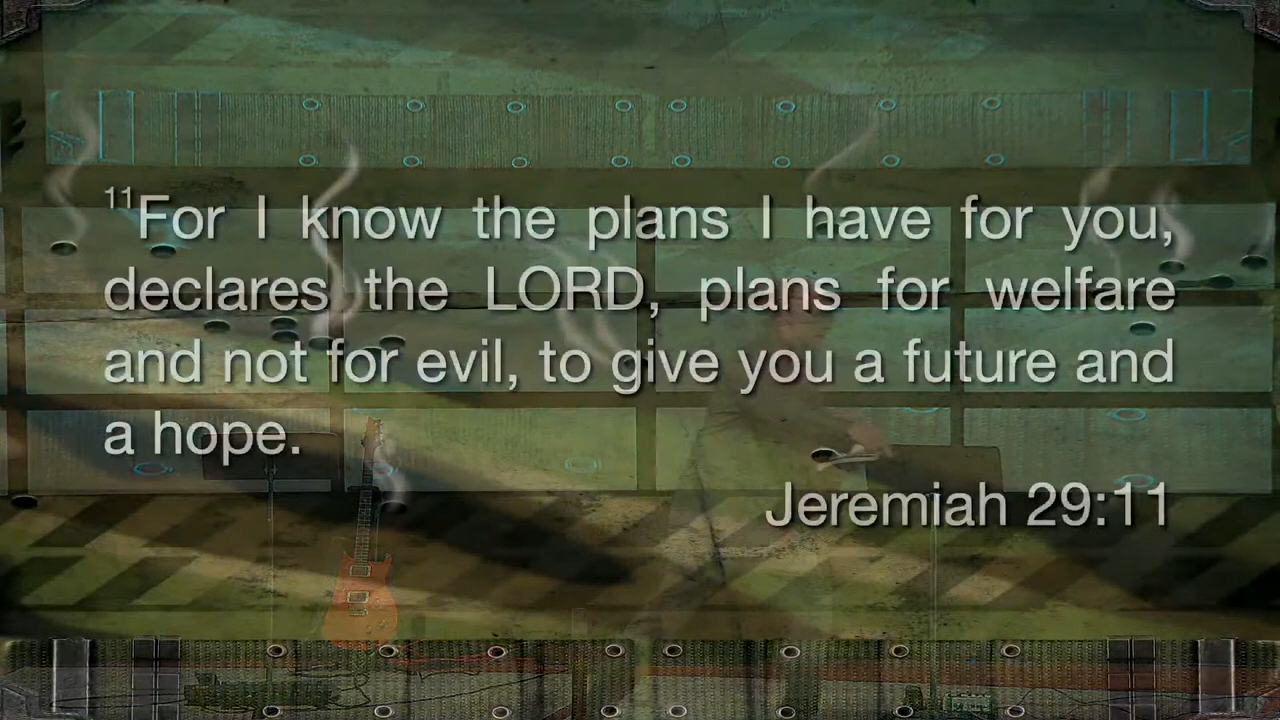 11For I know the plans I have for you,
declares the LORD, plans for welfare
and not for evil, to give you a future and
a hope.
Jeremiah 29:11